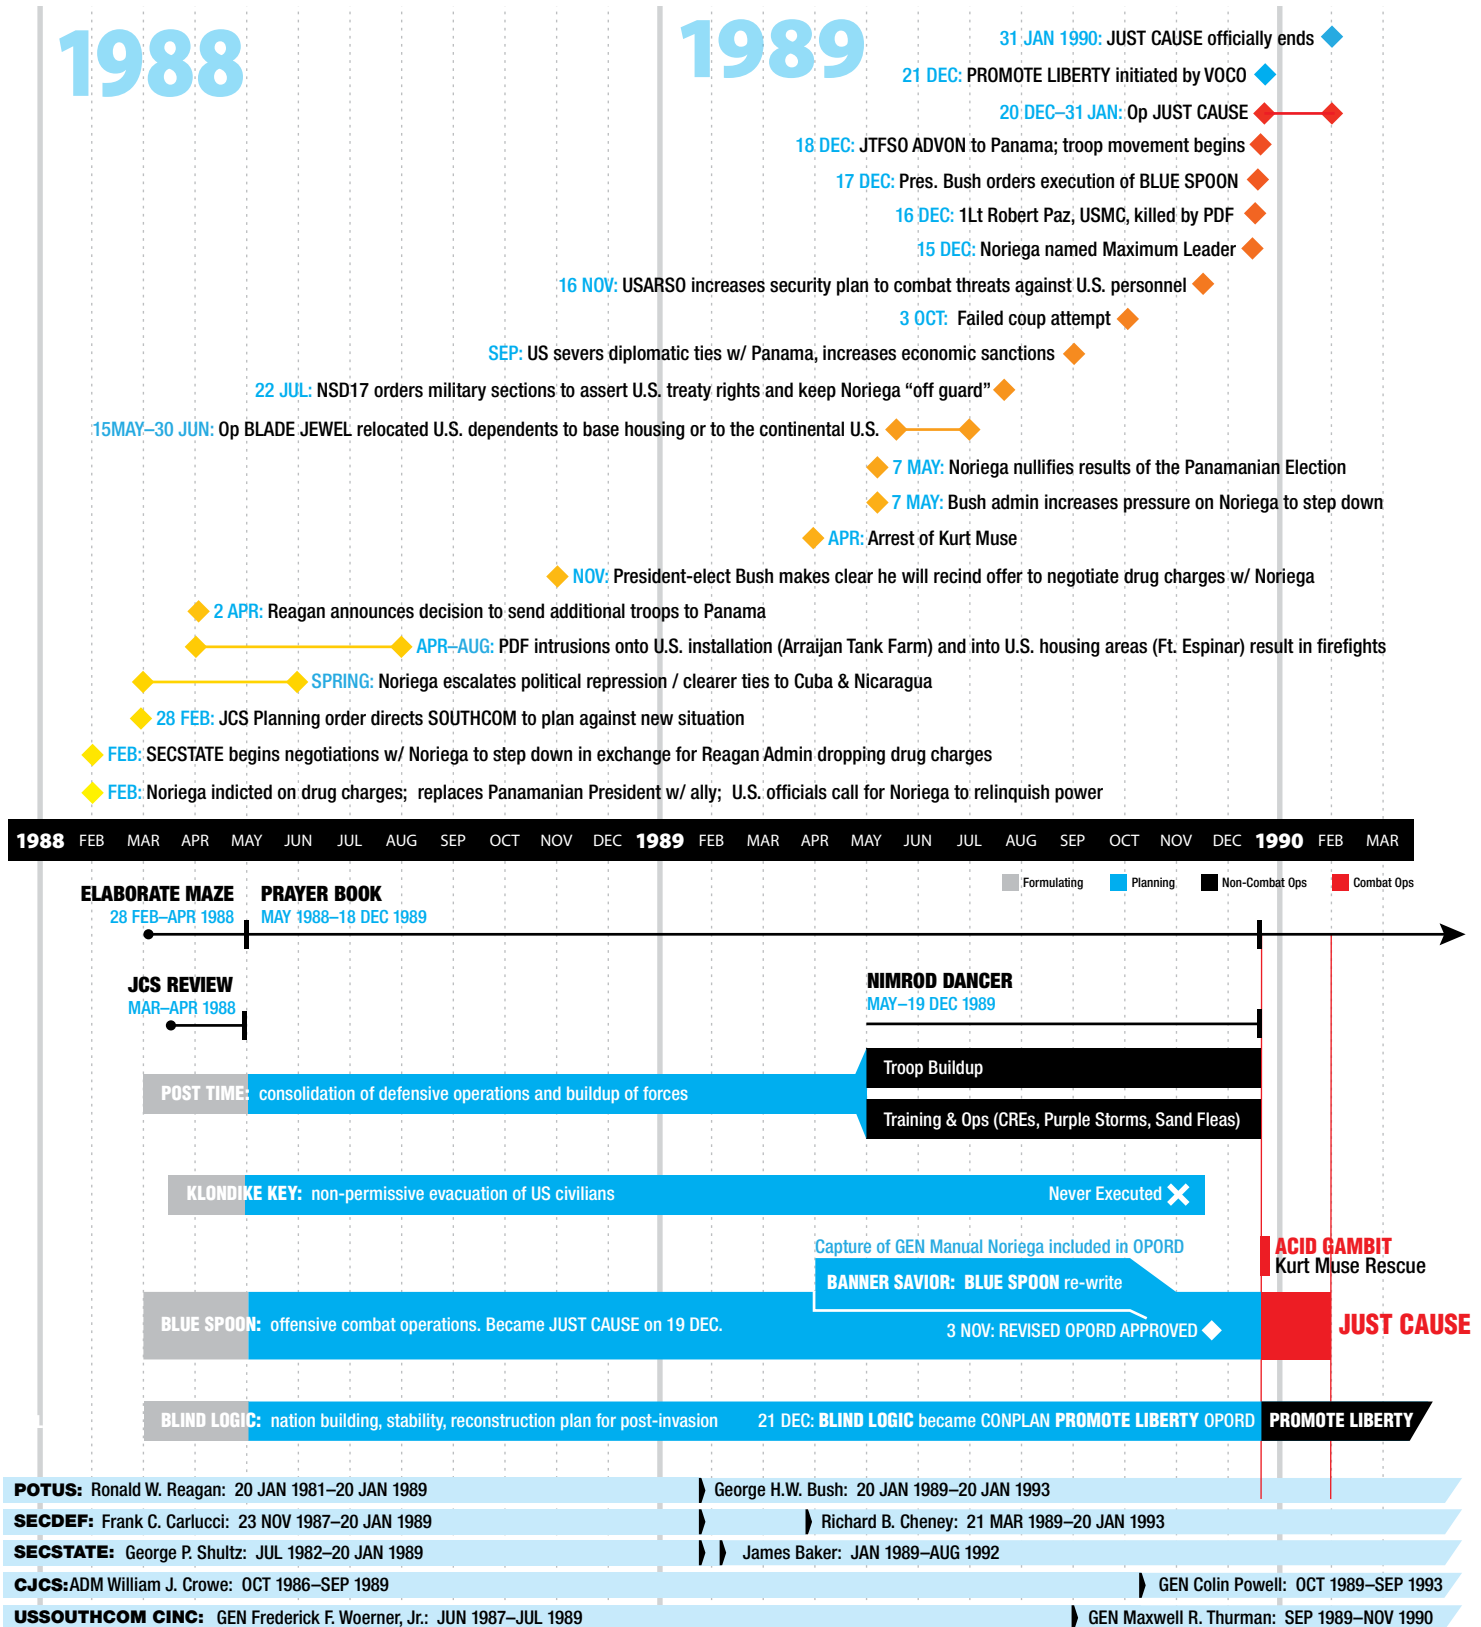 1988
1989
31 JAN 1990: JUST CAUSE officially ends
21 DEC: PROMOTE LIBERTY initiated by VOCO
20 DEC–31 JAN: Op JUST CAUSE
18 DEC: JTFSO ADVON to Panama; troop movement begins
17 DEC: Pres. Bush orders execution of BLUE SPOON
16 DEC: 1Lt Robert Paz, USMC, killed by PDF
15 DEC: Noriega named Maximum Leader
16 NOV: USARSO increases security plan to combat threats against U.S. personnel
3 OCT: Failed coup attempt
SEP: US severs diplomatic ties w/ Panama, increases economic sanctions
22 JUL: NSD17 orders military sections to assert U.S. treaty rights and keep Noriega “off guard”
15MAY–30 JUN: Op BLADE JEWEL relocated U.S. dependents to base housing or to the continental U.S.
7 MAY: Noriega nullifies results of the Panamanian Election
7 MAY: Bush admin increases pressure on Noriega to step down
APR: Arrest of Kurt Muse
NOV: President-elect Bush makes clear he will recind offer to negotiate drug charges w/ Noriega
2 APR: Reagan announces decision to send additional troops to Panama
APR–AUG: PDF intrusions onto U.S. installation (Arraijan Tank Farm) and into U.S. housing areas (Ft. Espinar) result in firefights
SPRING: Noriega escalates political repression / clearer ties to Cuba & Nicaragua
28 FEB: JCS Planning order directs SOUTHCOM to plan against new situation
FEB: SECSTATE begins negotiations w/ Noriega to step down in exchange for Reagan Admin dropping drug charges
FEB: Noriega indicted on drug charges; replaces Panamanian President w/ ally; U.S. officials call for Noriega to relinquish power
1988 FEB MAR APR MAY JUN JUL AUG SEP OCT NOV DEC 1989 FEB MAR APR MAY JUN JUL AUG SEP OCT NOV DEC 1990 FEB MAR
Formulating Planning Non-Combat Ops Combat Ops
ELABORATE MAZE PRAYER BOOK
28 FEB–APR 1988 MAY 1988–18 DEC 1989
JCS REVIEW
MAR–APR 1988
NIMROD DANCER
MAY–19 DEC 1989
Troop Buildup
POST TIME: consolidation of defensive operations and buildup of forces
Training & Ops (CREs, Purple Storms, Sand Fleas)
KLONDIKE KEY: non-permissive evacuation of US civilians Never Executed
Capture of GEN Manual Noriega included in OPORD
ACID GAMBIT
Kurt Muse Rescue
BANNER SAVIOR: BLUE SPOON re-write
BLUE SPOON: offensive combat operations. Became JUST CAUSE on 19 DEC.
3 NOV: REVISED OPORD APPROVED
JUST CAUSE
BLIND LOGIC: nation building, stability, reconstruction plan for post-invasion 21 DEC: BLIND LOGIC became CONPLAN PROMOTE LIBERTY OPORD PROMOTE LIBERTY
POTUS: Ronald W. Reagan: 20 JAN 1981–20 JAN 1989 George H.W. Bush: 20 JAN 1989–20 JAN 1993
SECDEF: Frank C. Carlucci: 23 NOV 1987–20 JAN 1989 Richard B. Cheney: 21 MAR 1989–20 JAN 1993
SECSTATE: George P. Shultz: JUL 1982–20 JAN 1989 James Baker: JAN 1989–AUG 1992
CJCS:ADM William J. Crowe: OCT 1986–SEP 1989 GEN Colin Powell: OCT 1989–SEP 1993
USSOUTHCOM CINC: GEN Frederick F. Woerner, Jr.: JUN 1987–JUL 1989 GEN Maxwell R. Thurman: SEP 1989–NOV 1990